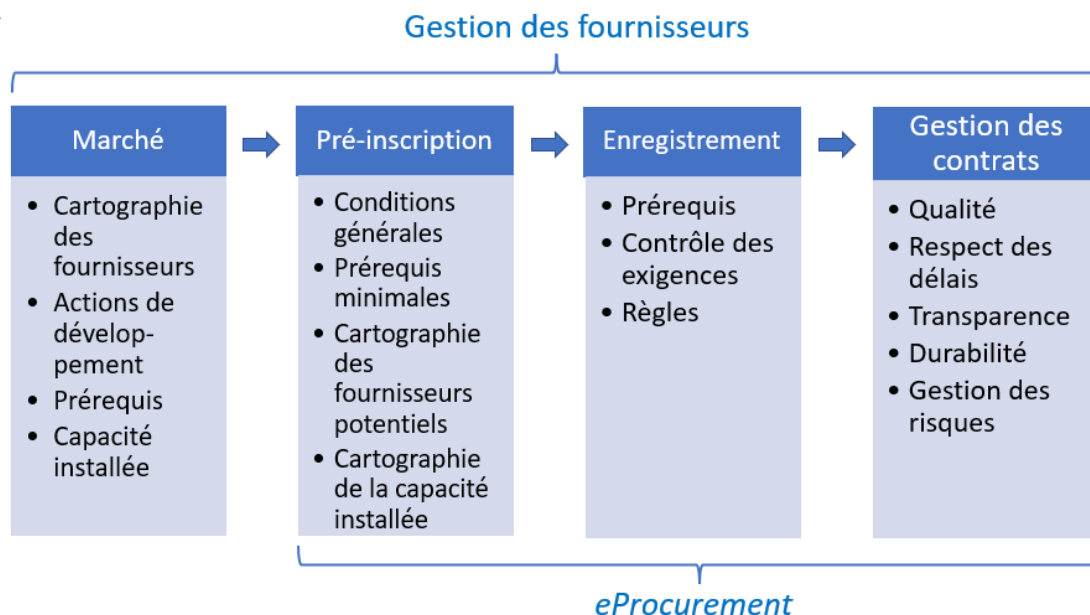 Gestion des fournisseurs
Marché
• Cartographie
des
fournisseurs
• Actions de
dévelop-
pement
• Prérequis
• Capacité
installée
Pré-inscription
• Conditions
générales
• Prérequis
minimales
• Cartographie
des
fournisseurs
potentiels
• Cartographie
de la capacité
installée
Enregistrement
• Prérequis
• Contrôle des
exigences
• Règles
Gestion des
contrats
• Qualité
• Respect des
délais
• Transparence
• Durabilité
• Gestion des
risques
eProcurement